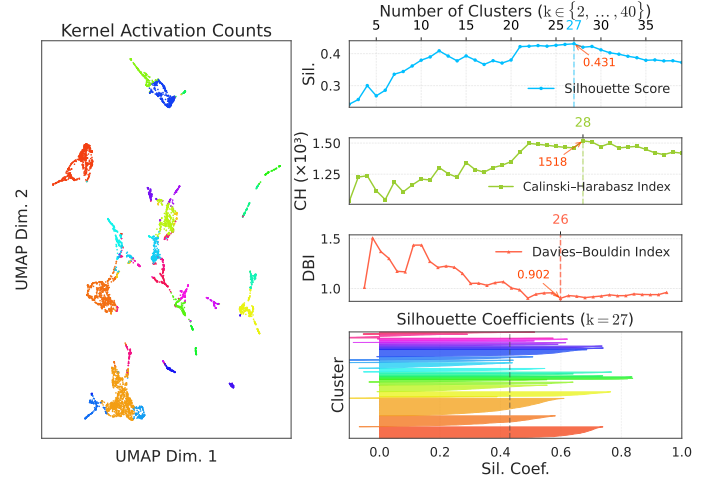 Kernel Activation Counts
UMAP Dim. 2
UMAP Dim. 1
Number of Clusters (k∈{2, …, 40})
5 10 15 20 25 27 30 35
Sil.
0.4
0.3
0.431
Silhouette Score
28
CH (×10³)
1.50
1.25
1518
Calinski–Harabasz Index
26
DBI
1.5
1.0
0.902
Davies–Bouldin Index
Silhouette Coefficients (k=27)
Cluster
0.0 0.2 0.4 0.6 0.8 1.0
Sil. Coef.